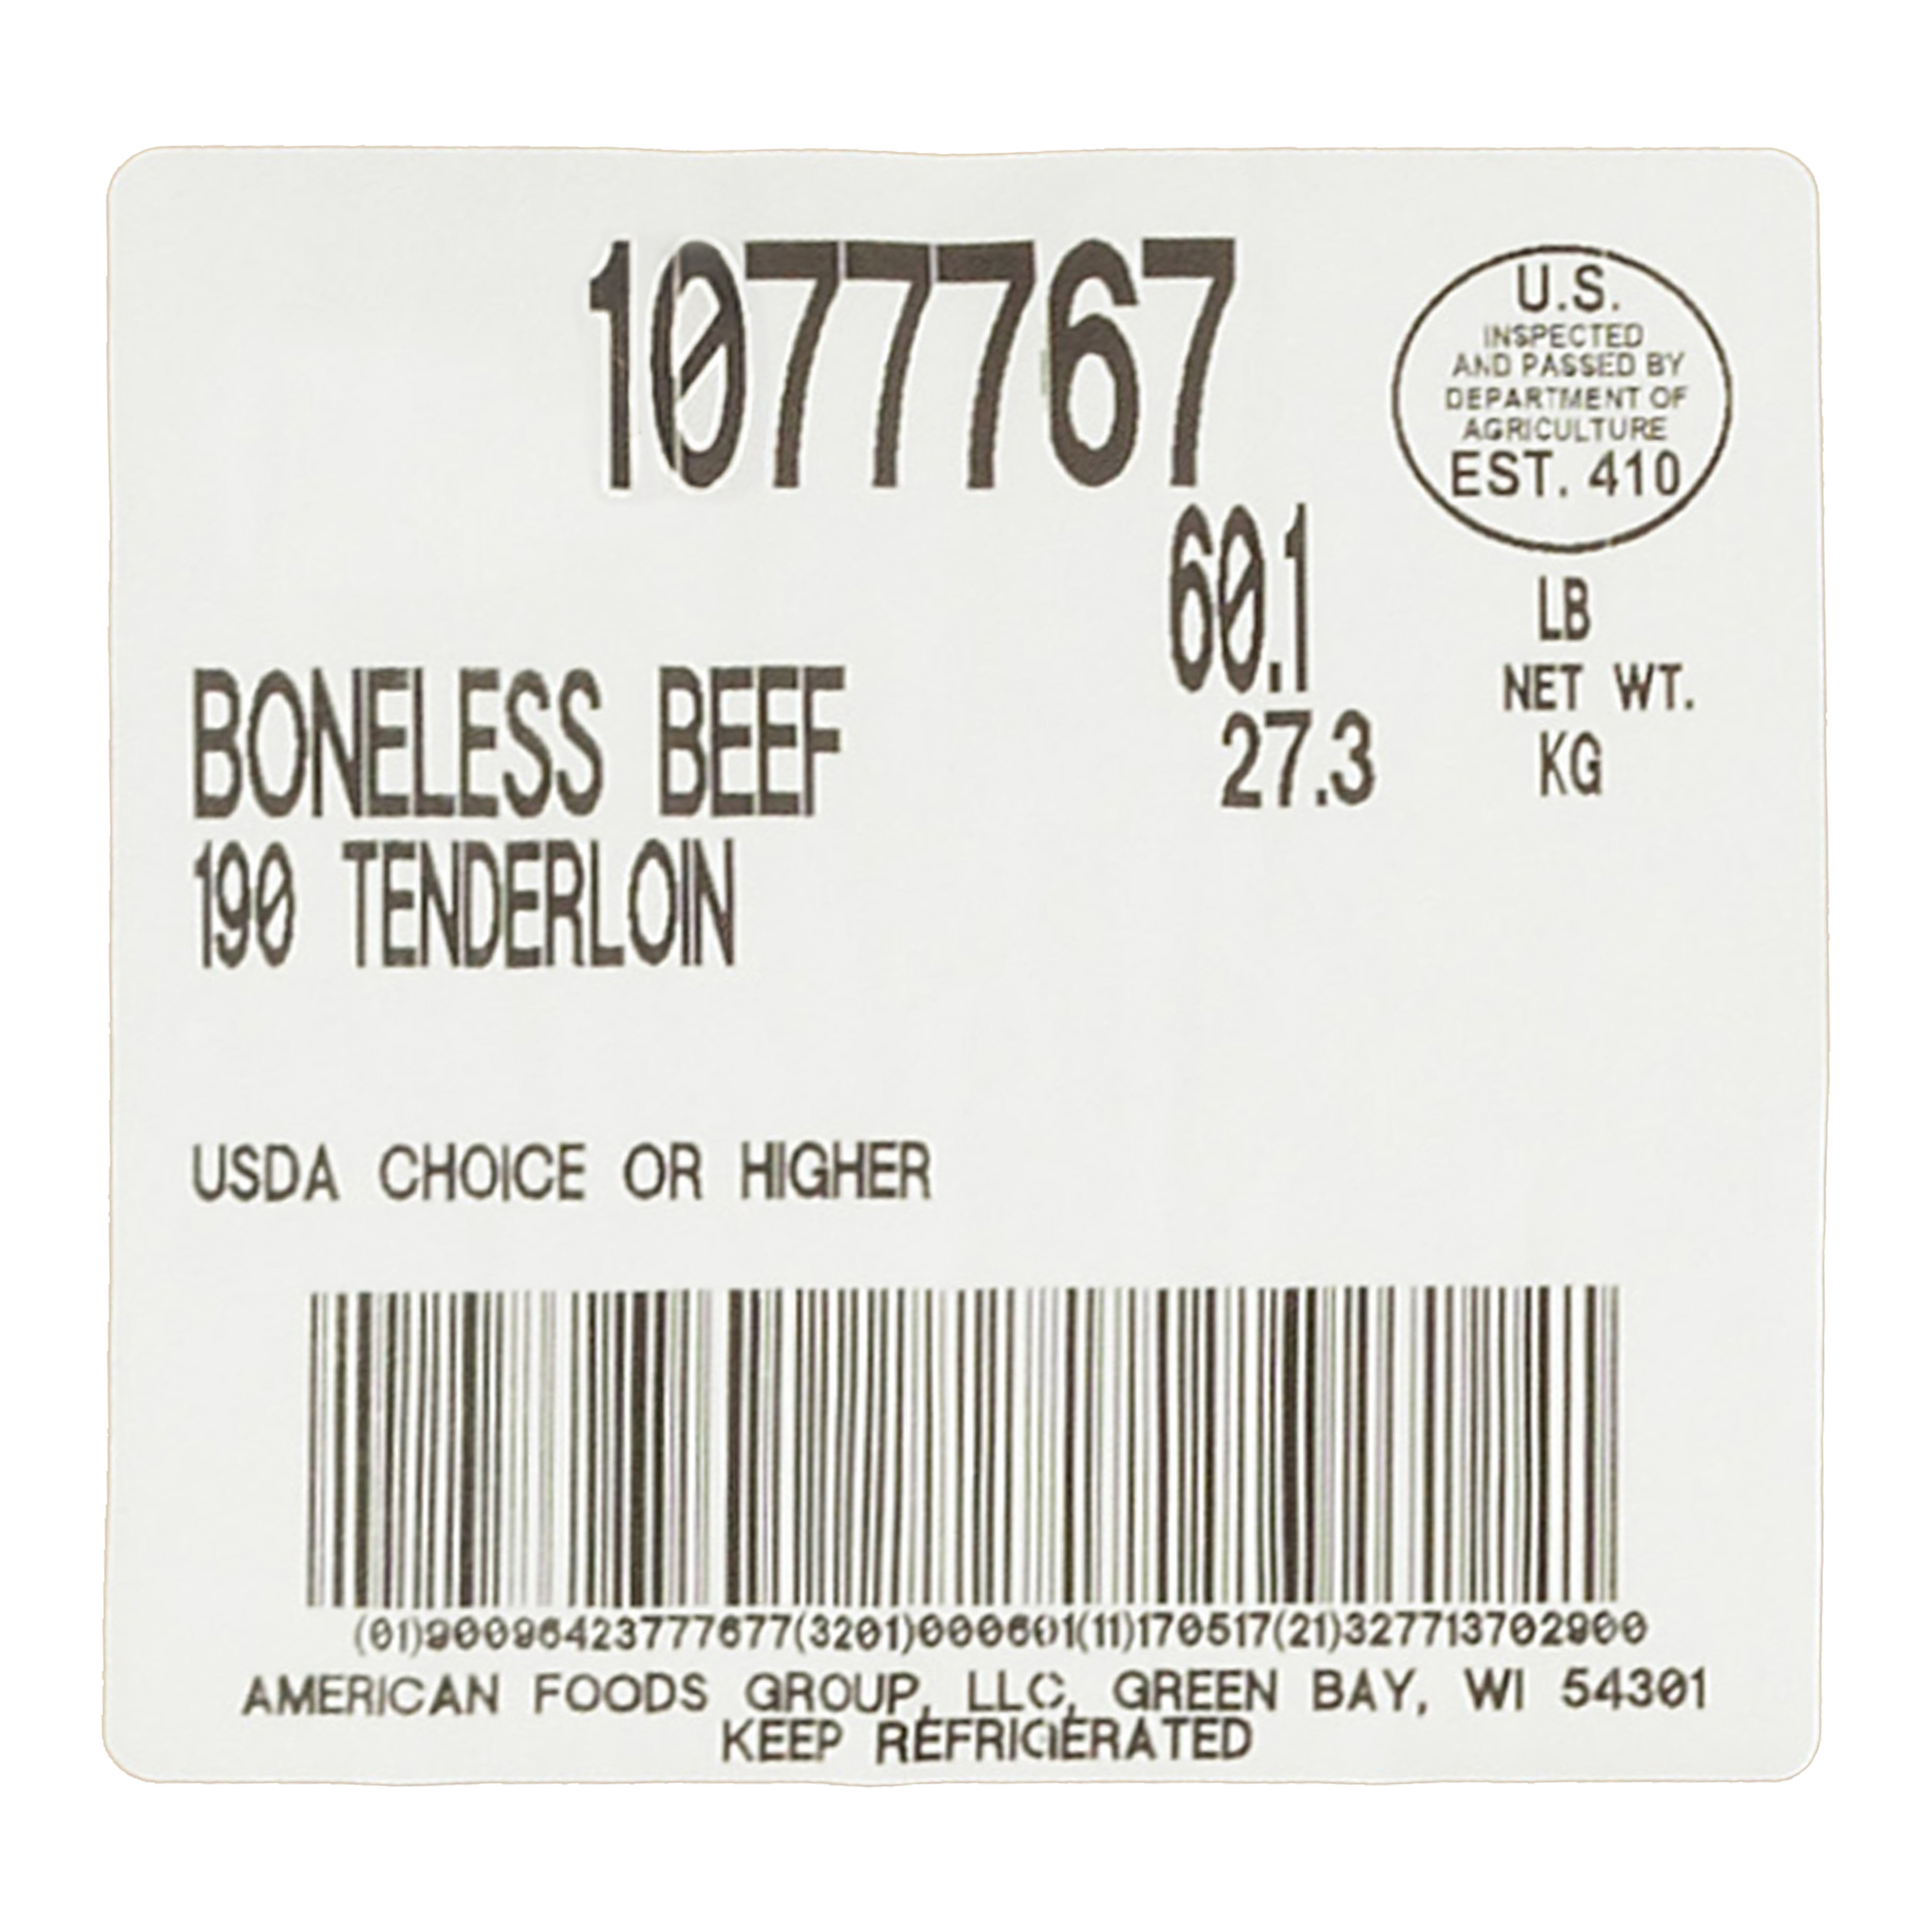 1077767
U.S.
INSPECTED
AND PASSED BY
DEPARTMENT OF
AGRICULTURE
EST. 410
60.1 LB
NET WT.
27.3 KG
BONELESS BEEF
190 TENDERLOIN
USDA CHOICE OR HIGHER
(01)90096423777677(3201)000601(11)170517(21)327713702900
AMERICAN FOODS GROUP, LLC, GREEN BAY, WI 54301
KEEP REFRIGERATED